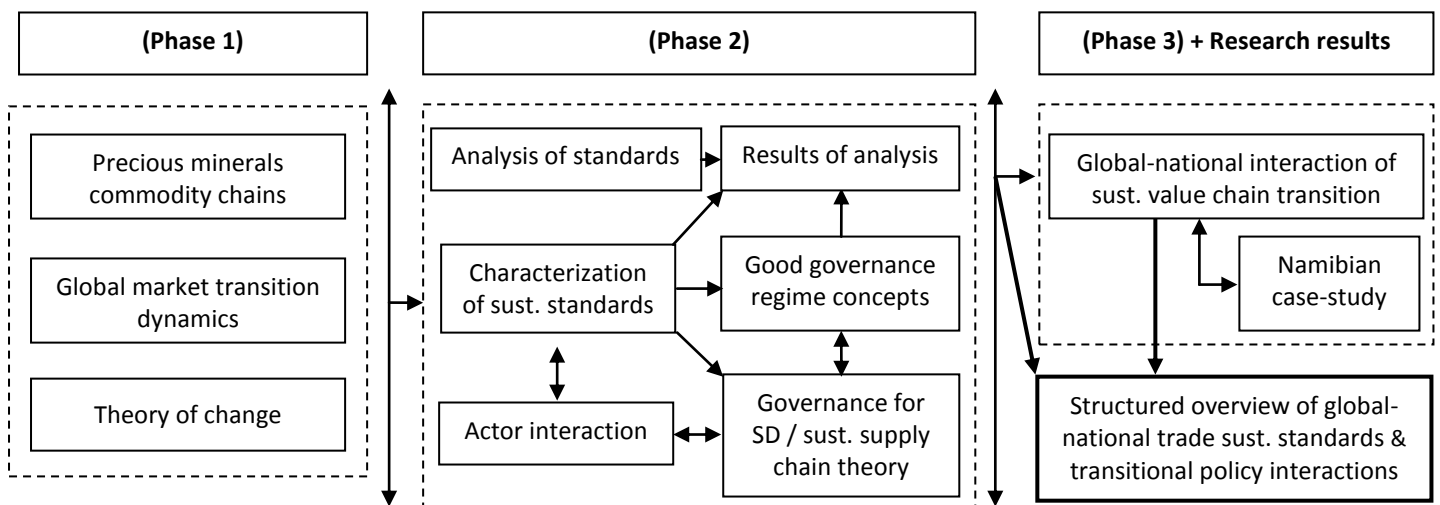 (Phase 1)
(Phase 2)
(Phase 3) + Research results
Precious minerals
commodity chains
Global market transition
dynamics
Theory of change
Analysis of standards
Results of analysis
Characterization
of sust. standards
Good governance
regime concepts
Actor interaction
Governance for
SD / sust. supply
chain theory
Global-national interaction of
sust. value chain transition
Namibian
case-study
Structured overview of global-
national trade sust. standards &
transitional policy interactions